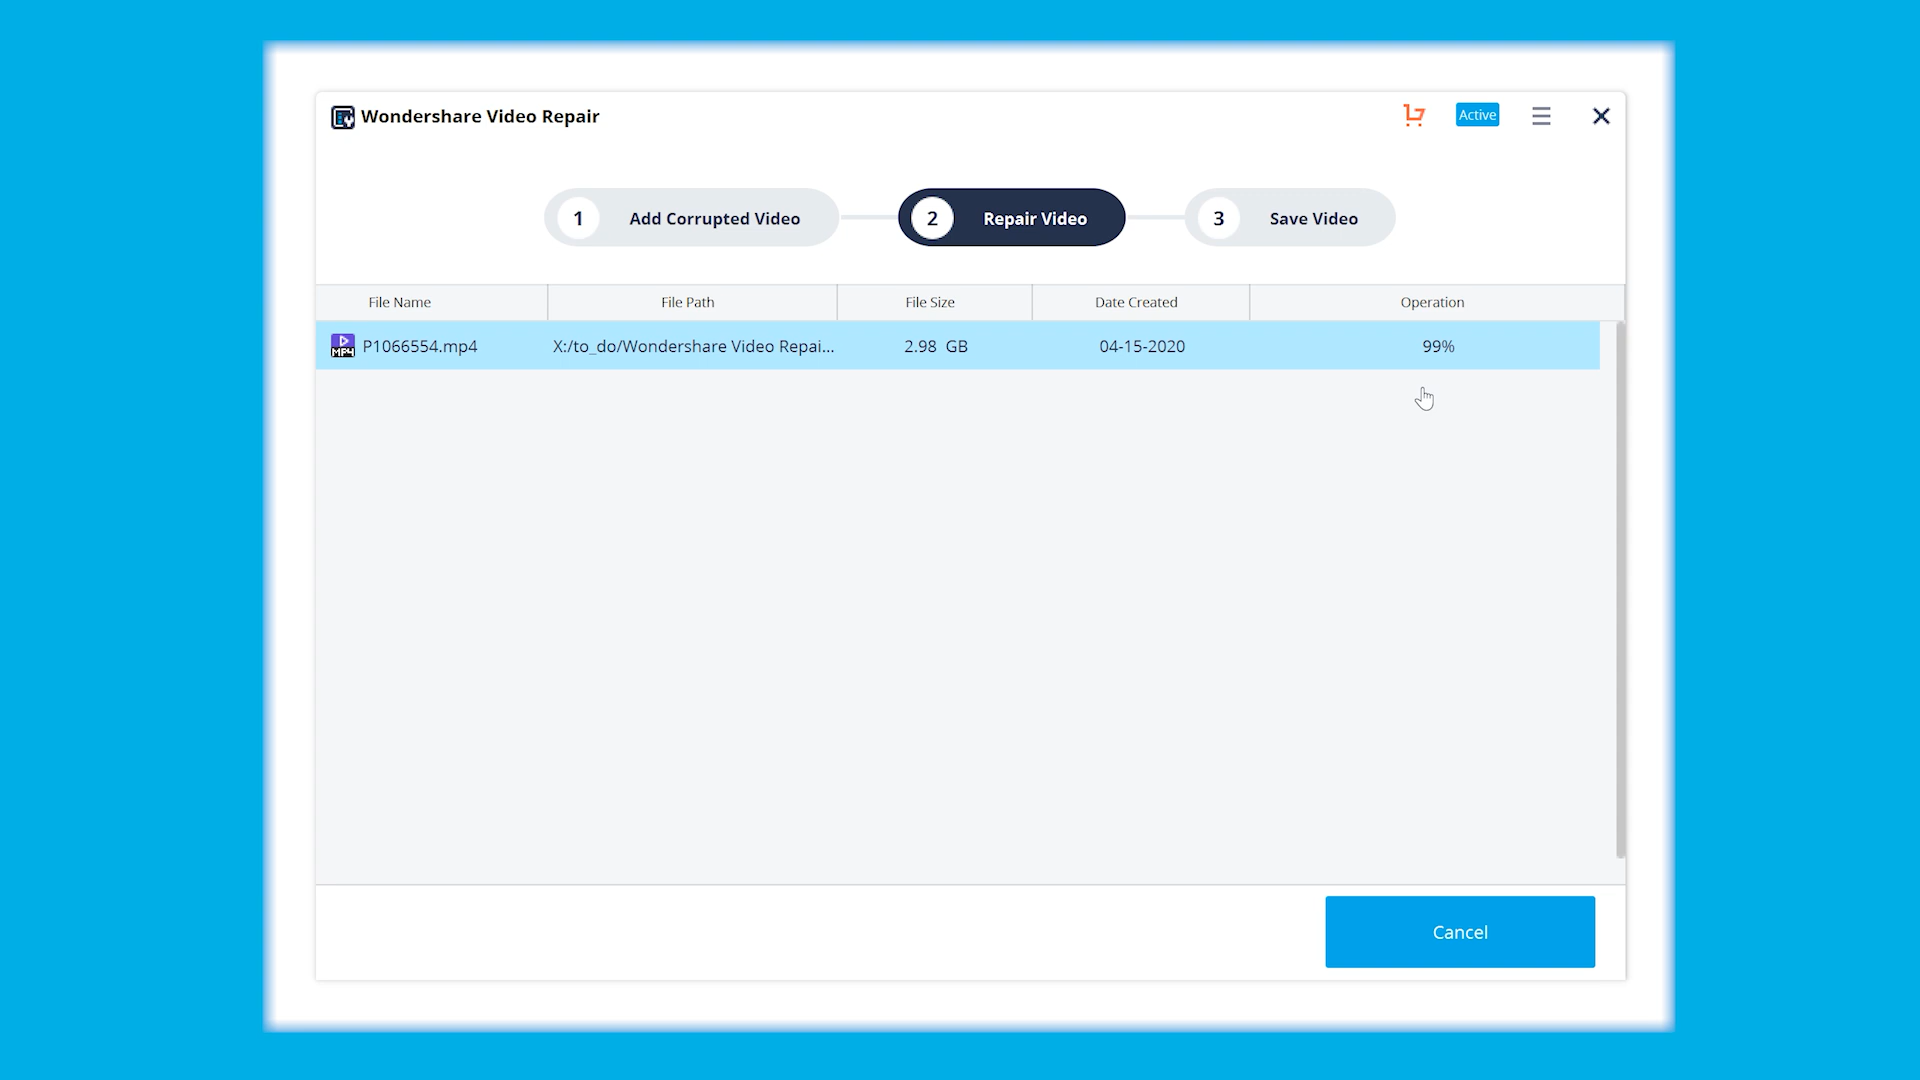 Wondershare Video Repair
Active
1 Add Corrupted Video
2 Repair Video
3 Save Video
File Name File Path File Size Date Created Operation
MP4 P1066554.mp4 X:/to_do/Wondershare Video Repai... 2.98 GB 04-15-2020 99%
Cancel